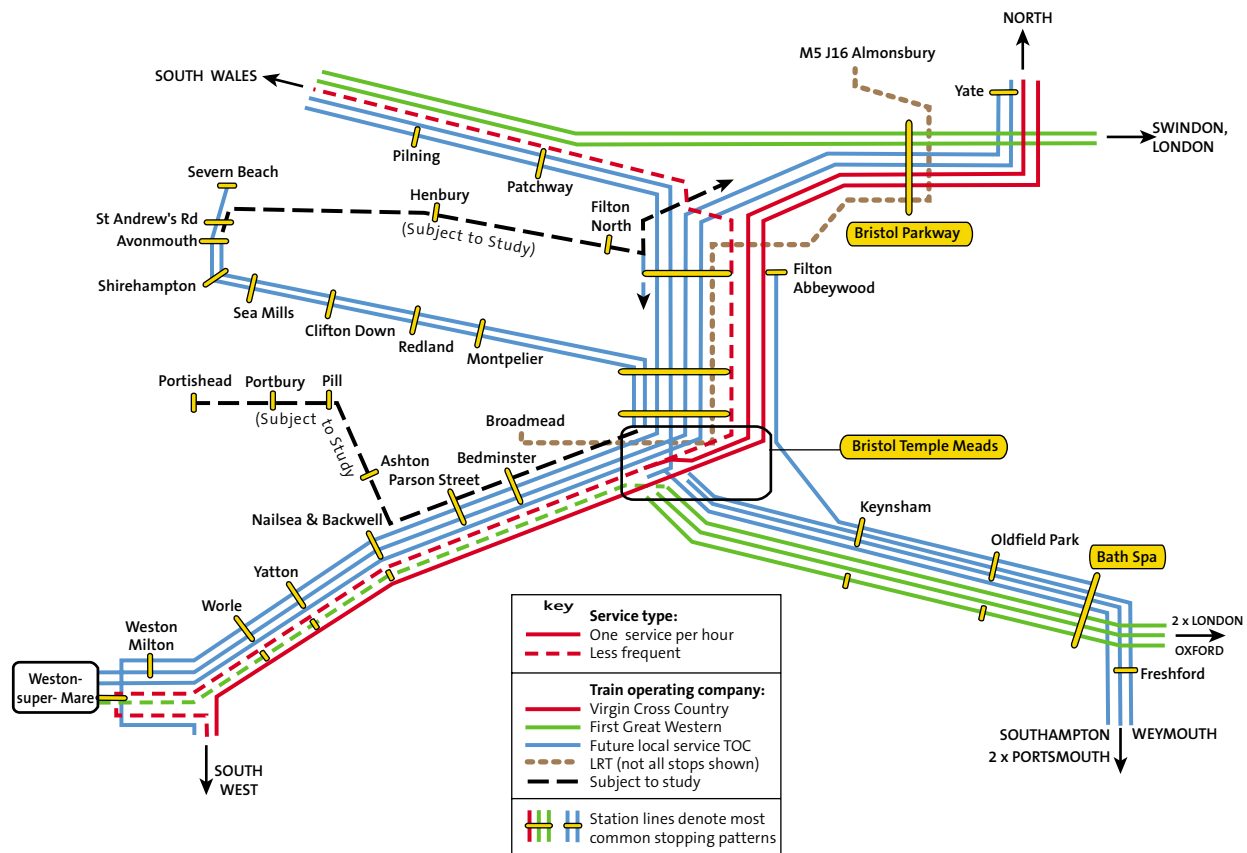 NORTH
M5 J16 Almonsbury
SOUTH WALES
Yate
SWINDON,
LONDON
Pilning
Patchway
Severn Beach
Henbury
(Subject to Study)
Filton
North
St Andrew's Rd
Avonmouth
Bristol Parkway
Shirehampton
Filton
Abbeywood
Sea Mills
Clifton Down
Redland
Montpelier
Portishead
Portbury
Pill
(Subject to Study)
Broadmead
Bristol Temple Meads
Ashton
Bedminster
Parson Street
Nailsea & Backwell
Keynsham
Oldfield Park
Bath Spa
Yatton
Worle
Weston
Milton
Weston-
super- Mare
2 x LONDON
OXFORD
Freshford
SOUTHAMPTON
2 x PORTSMOUTH
WEYMOUTH
SOUTH
WEST
key
Service type:
One service per hour
Less frequent
Train operating company:
Virgin Cross Country
First Great Western
Future local service TOC
LRT (not all stops shown)
Subject to study
Station lines denote most
common stopping patterns